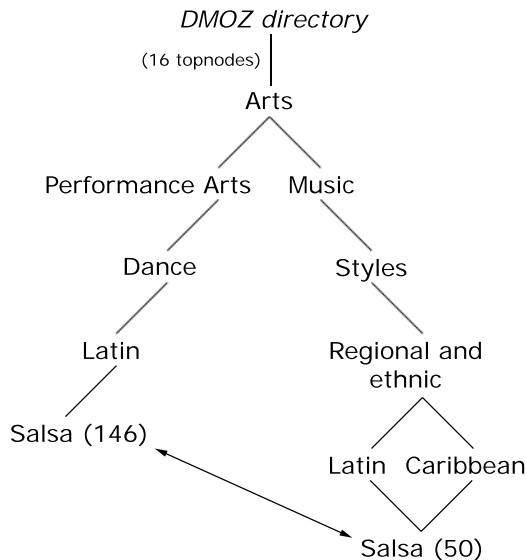 DMOZ directory
(16 topnodes)
Arts
Performance Arts
Music
Dance
Styles
Latin
Regional and
ethnic
Salsa (146)
Latin
Caribbean
Salsa (50)